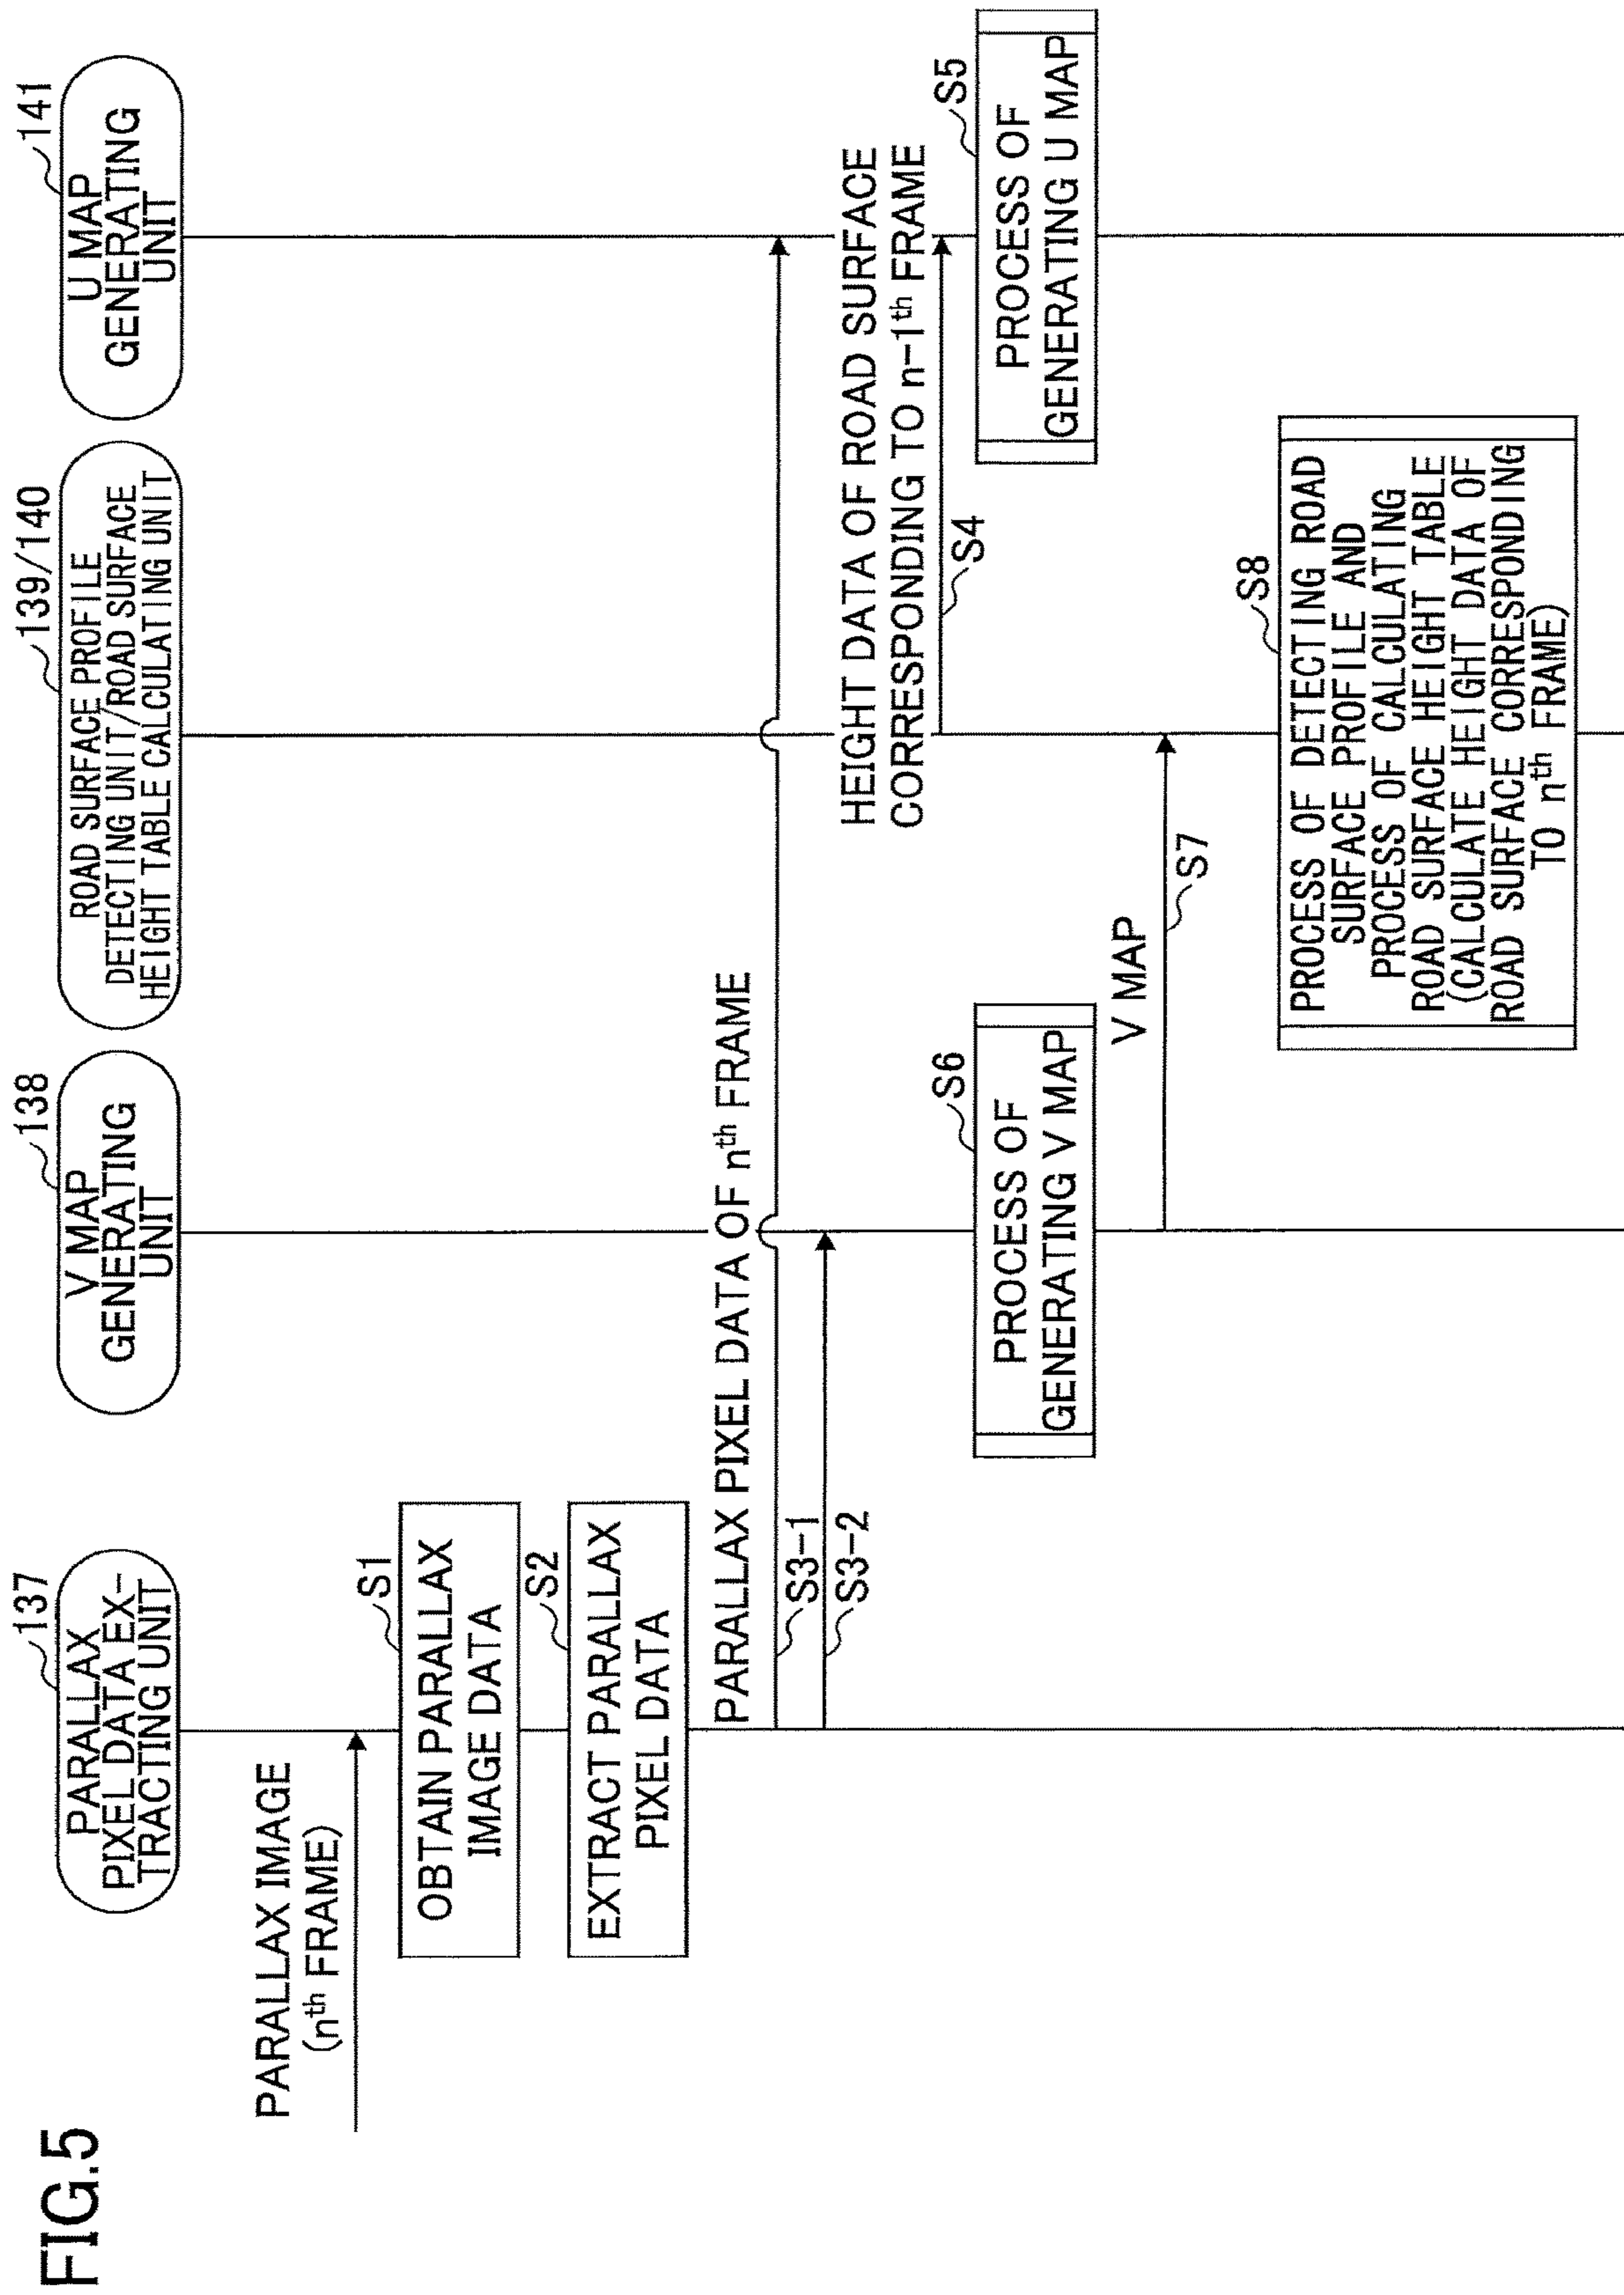 FIG.5
137
PARALLAX
PIXEL DATA EX-
TRACTING UNIT
138
V MAP
GENERATING
UNIT
139/140
ROAD SURFACE PROFILE
DETECTING UNIT/ROAD SURFACE
HEIGHT TABLE CALCULATING UNIT
141
U MAP
GENERATING
UNIT
PARALLAX IMAGE
(nth FRAME)
S1
OBTAIN PARALLAX
IMAGE DATA
S2
EXTRACT PARALLAX
PIXEL DATA
PARALLAX PIXEL DATA OF nth FRAME
S3-1
S3-2
HEIGHT DATA OF ROAD SURFACE
CORRESPONDING TO n-1th FRAME
S4
S5
PROCESS OF
GENERATING U MAP
S6
PROCESS OF
GENERATING V MAP
V MAP
S7
S8
PROCESS OF DETECTING ROAD
SURFACE PROFILE AND
PROCESS OF CALCULATING
ROAD SURFACE HEIGHT TABLE
(CALCULATE HEIGHT DATA OF
ROAD SURFACE CORRESPONDING
TO nth FRAME)